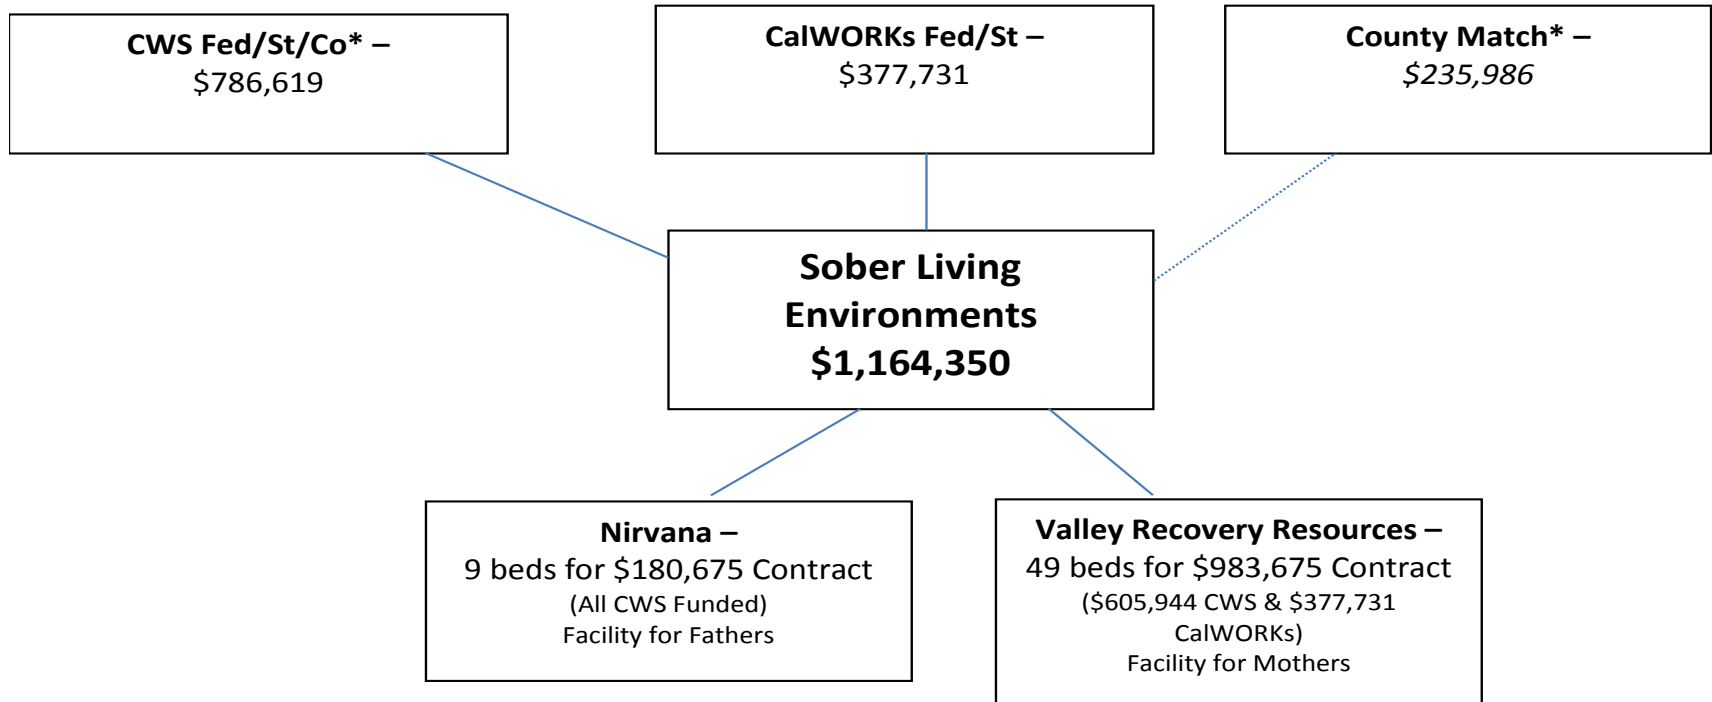 CWS Fed/St/Co* –
$786,619
CalWORKs Fed/St –
$377,731
County Match* –
$235,986
Sober Living
Environments
$1,164,350
Nirvana –
9 beds for $180,675 Contract
(All CWS Funded)
Facility for Fathers
Valley Recovery Resources –
49 beds for $983,675 Contract
($605,944 CWS & $377,731
CalWORKs)
Facility for Mothers